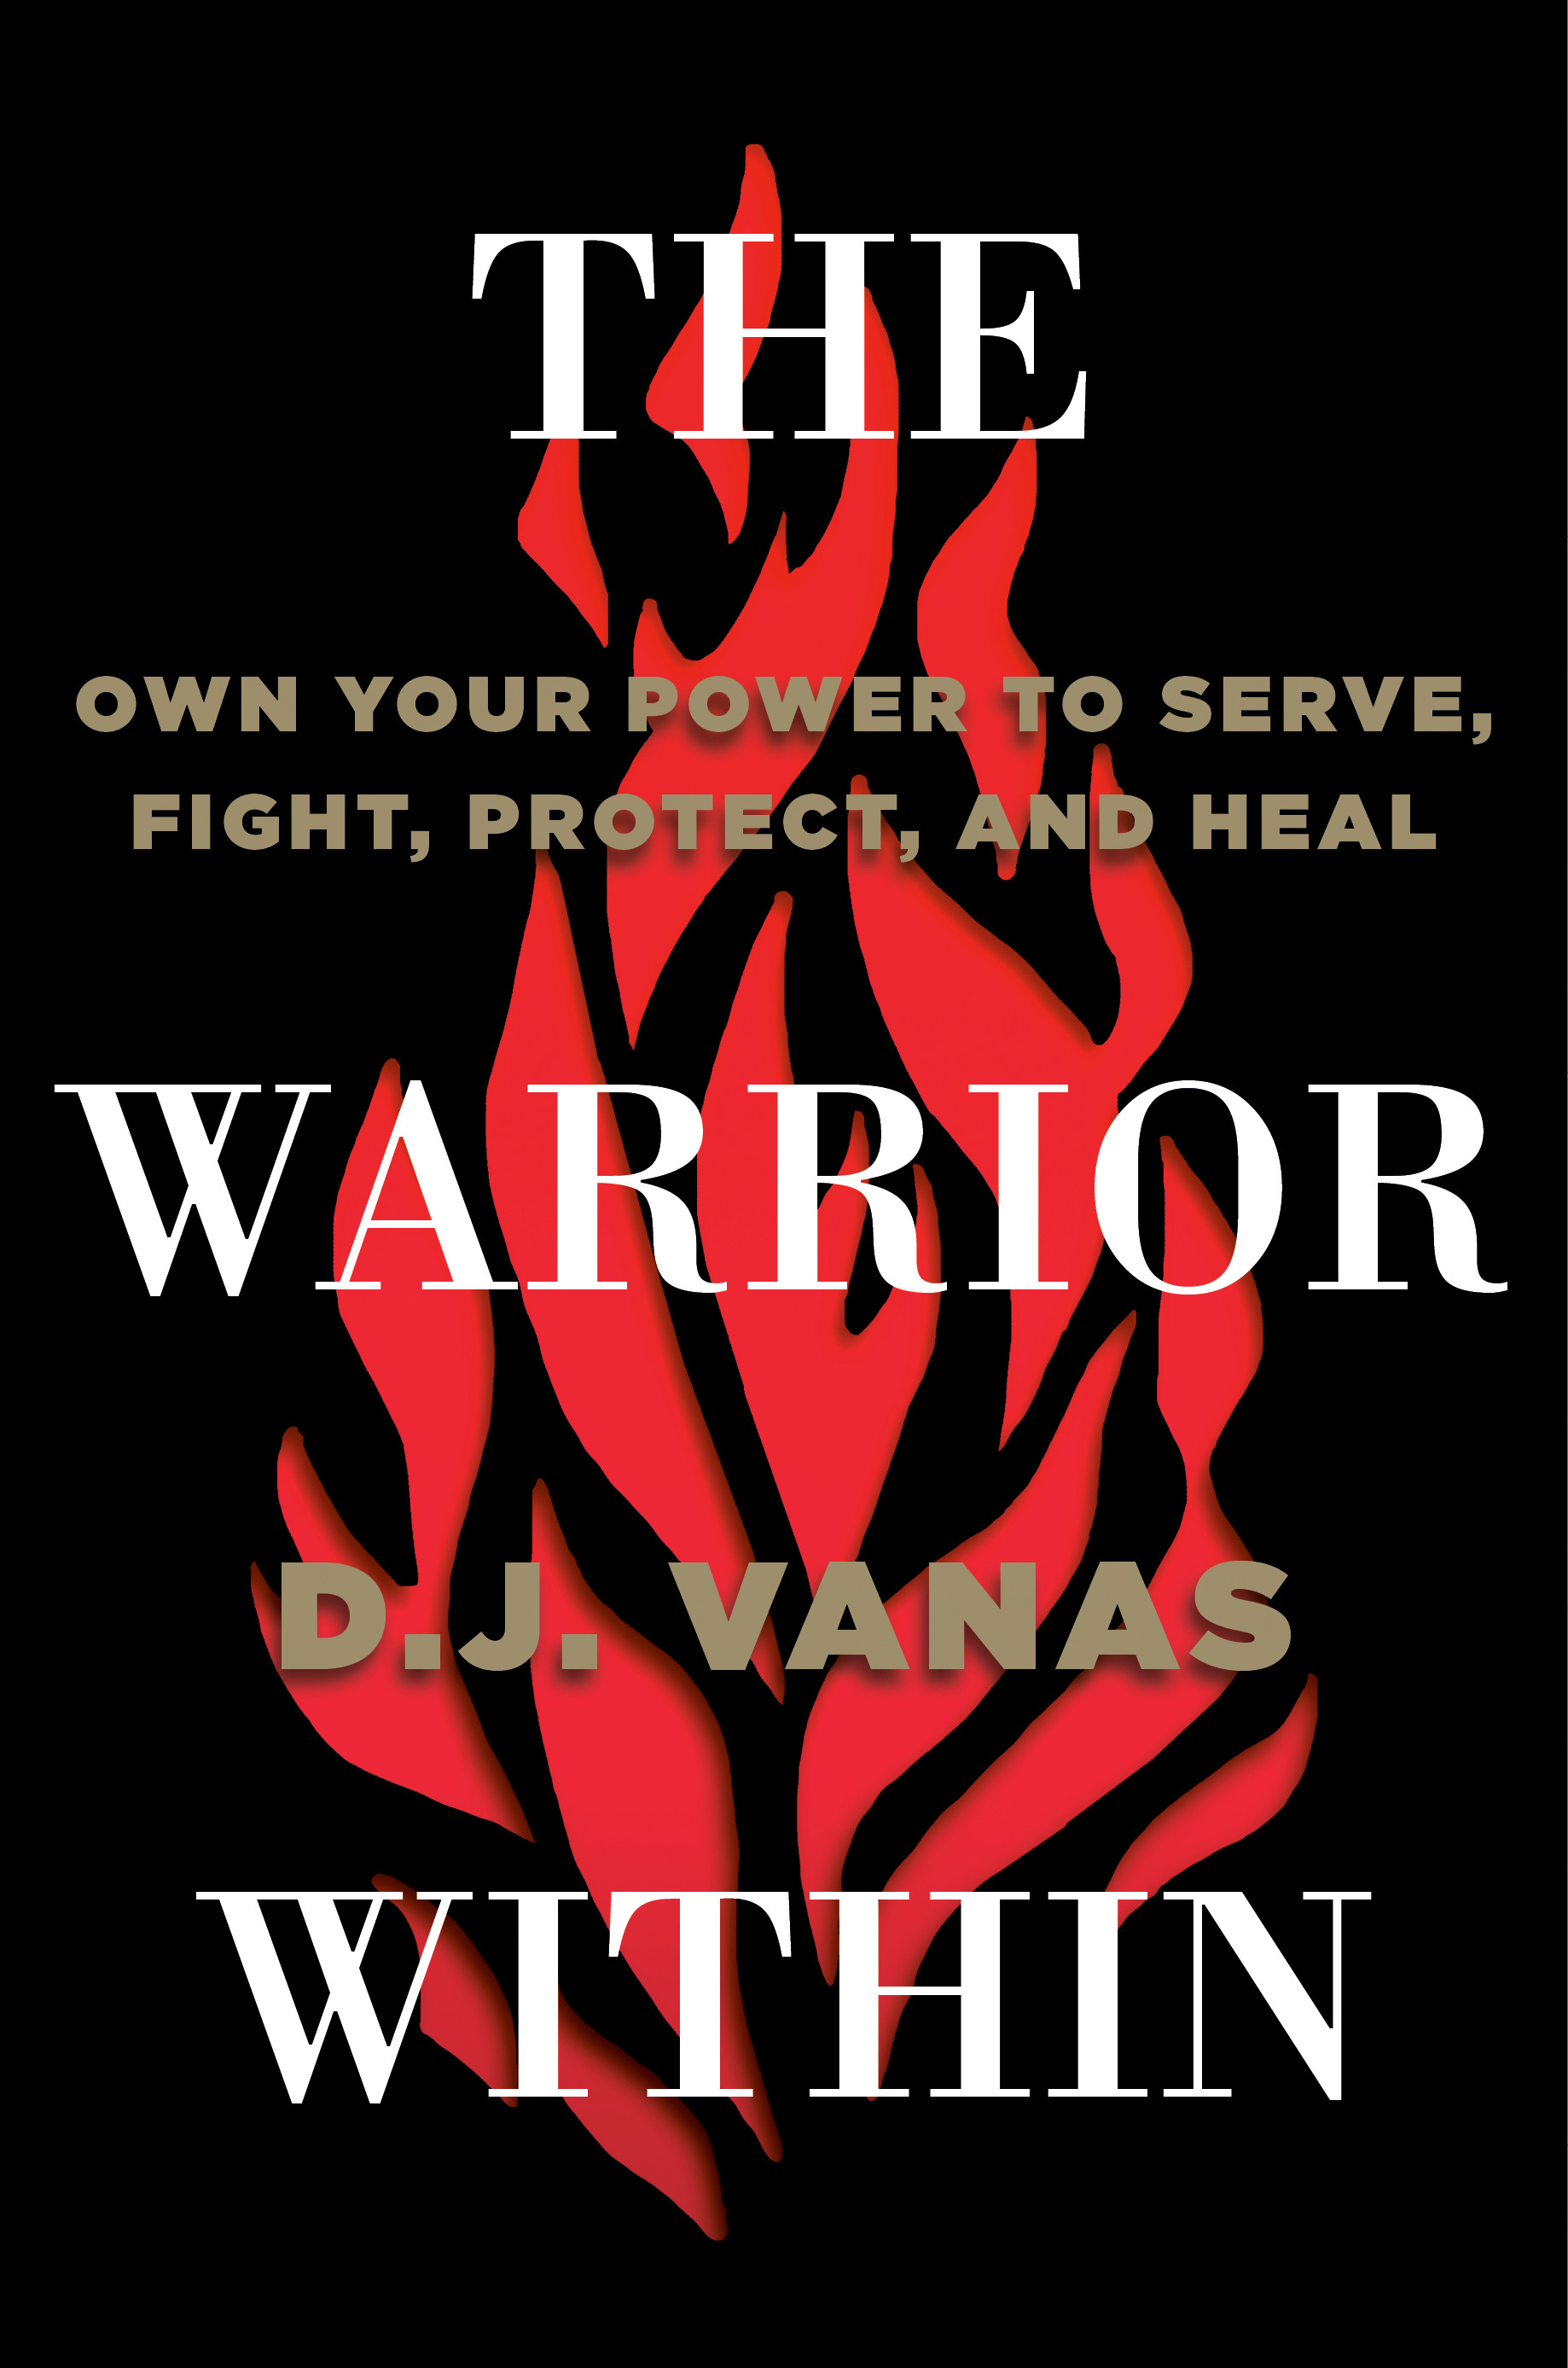 THE
OWN YOUR POWER TO SERVE,
FIGHT, PROTECT, AND HEAL
WARRIOR
D.J. VANAS
WITHIN